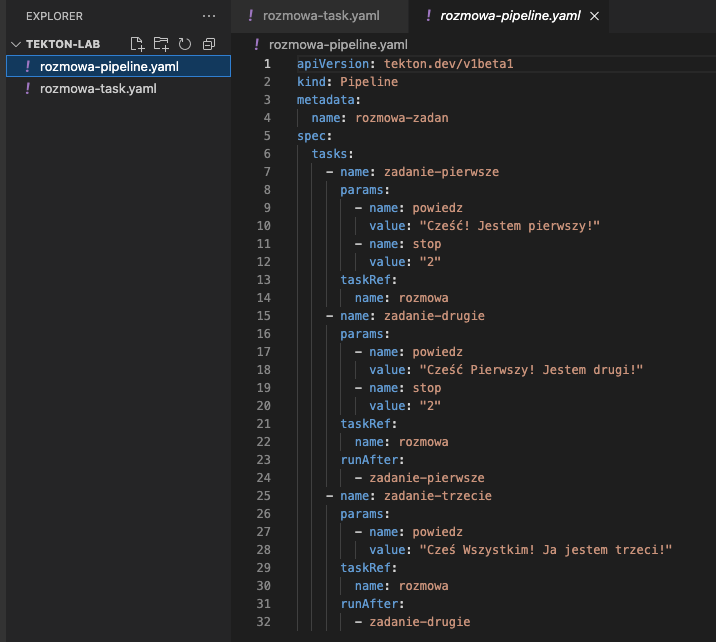 EXPLORER
TEKTON-LAB
! rozmowa-pipeline.yaml
! rozmowa-task.yaml
! rozmowa-task.yaml
! rozmowa-pipeline.yaml
! rozmowa-pipeline.yaml
1 apiVersion: tekton.dev/v1beta1
2 kind: Pipeline
3 metadata:
4   name: rozmowa-zadan
5 spec:
6   tasks:
7     - name: zadanie-pierwsze
8       params:
9         - name: powiedz
10           value: "Cześć! Jestem pierwszy!"
11         - name: stop
12           value: "2"
13       taskRef:
14         name: rozmowa
15     - name: zadanie-drugie
16       params:
17         - name: powiedz
18           value: "Cześć Pierwszy! Jestem drugi!"
19         - name: stop
20           value: "2"
21       taskRef:
22         name: rozmowa
23       runAfter:
24         - zadanie-pierwsze
25     - name: zadanie-trzecie
26       params:
27         - name: powiedz
28           value: "Cześ Wszystkim! Ja jestem trzeci!"
29       taskRef:
30         name: rozmowa
31       runAfter:
32         - zadanie-drugie